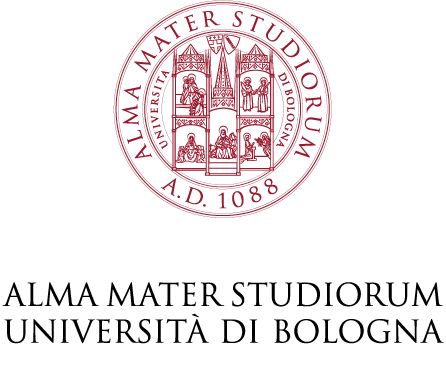 ALMA MATER STUDIORUM
UNIVERSITÀ DI BOLOGNA
A.D. 1088
ALMA MATER STUDIORUM
UNIVERSITÀ DI BOLOGNA